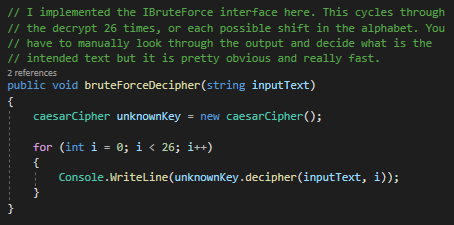 // I implemented the IBruteForce interface here. This cycles through
// the decrypt 26 times, or each possible shift in the alphabet. You
// have to manually look through the output and decide what is the
// intended text but it is pretty obvious and really fast.
2 references
public void bruteForceDecipher(string inputText)
{
    caesarCipher unknownKey = new caesarCipher();

    for (int i = 0; i < 26; i++)
    {
        Console.WriteLine(unknownKey.decipher(inputText, i));
    }
}